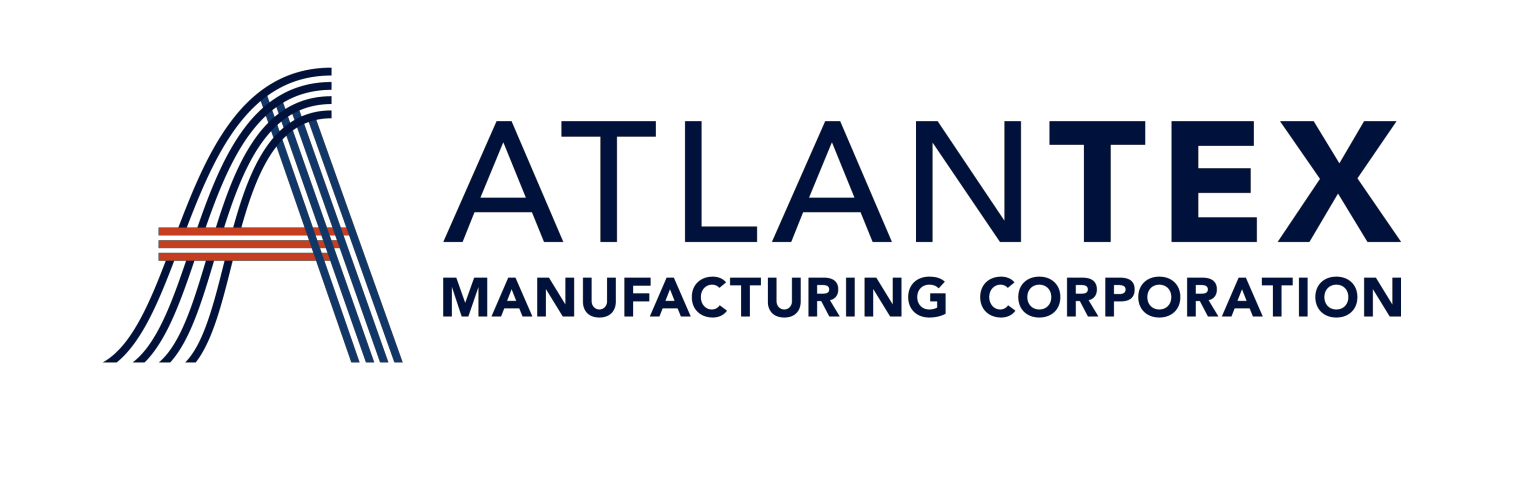 ATLANTEX
MANUFACTURING CORPORATION